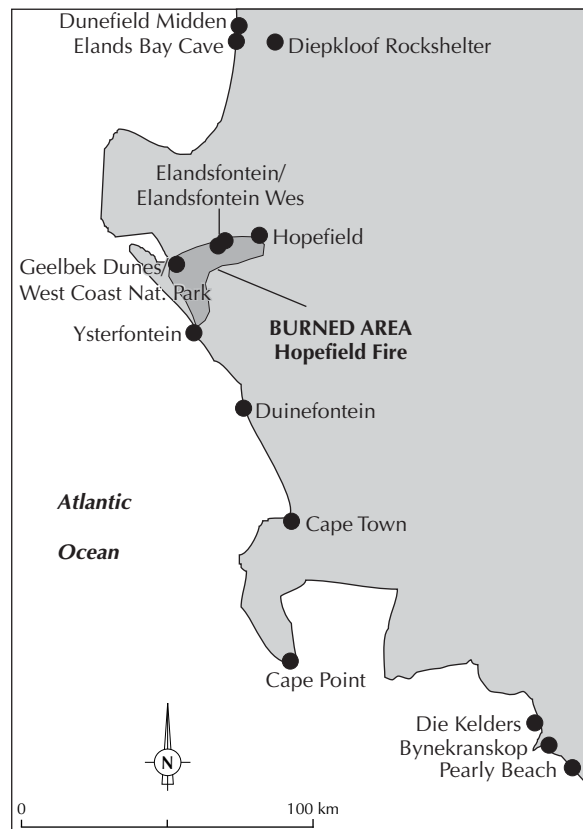 Dunefield Midden
Elands Bay Cave
Diepkloof Rockshelter
Elandsfontein/
Elandsfontein Wes
Hopefield
Geelbek Dunes/
West Coast Nat. Park
BURNED AREA
Hopefield Fire
Ysterfontein
Duinefontein
Atlantic
Ocean
Cape Town
Cape Point
Die Kelders
Bynekranskop
Pearly Beach
N
0
100 km